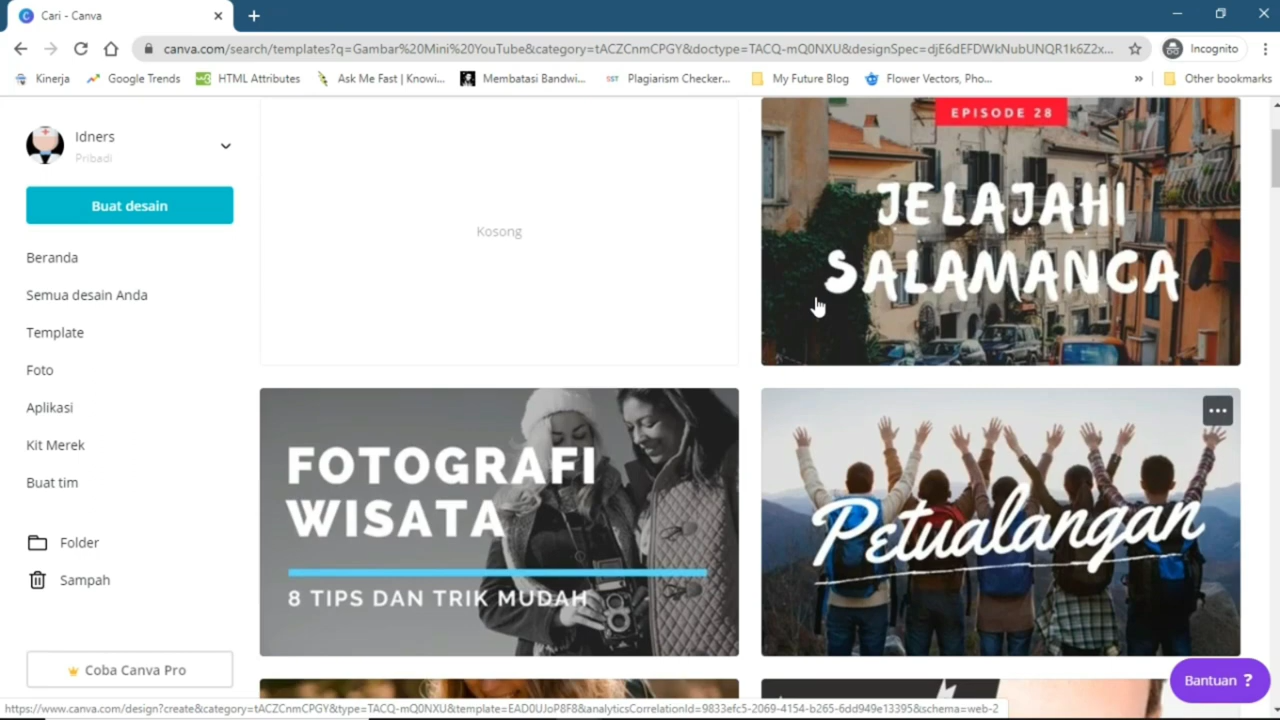 Cari - Canva
canva.com/search/templates?q=Gambar%20Mini%20YouTube&category=tACZCnmCPGY&doctype=TACQ-mQ0NXU&designSpec=djE6dEFDWkNubUNQR1k6Z2x...
Incognito
Kinerja
Google Trends
HTML Attributes
Ask Me Fast | Knowi...
Membatasi Bandwi...
SST Plagiarism Checker...
My Future Blog
Flower Vectors, Pho...
»
Other bookmarks
Idners
Pribadi
Buat desain
Beranda
Semua desain Anda
Template
Foto
Aplikasi
Kit Merek
Buat tim
Folder
Sampah
Coba Canva Pro
Kosong
EPISODE 28
JELAJAHI
SALAMANCA
FOTOGRAFI
WISATA
8 TIPS DAN TRIK MUDAH
Petualangan
Bantuan ?
https://www.canva.com/design?create&category=tACZCnmCPGY&type=TACQ-mQ0NXU&template=EAD0UJoP8F8&analyticsCorrelationId=9833efc5-2069-4154-b265-6dd949e13395&schema=web-2